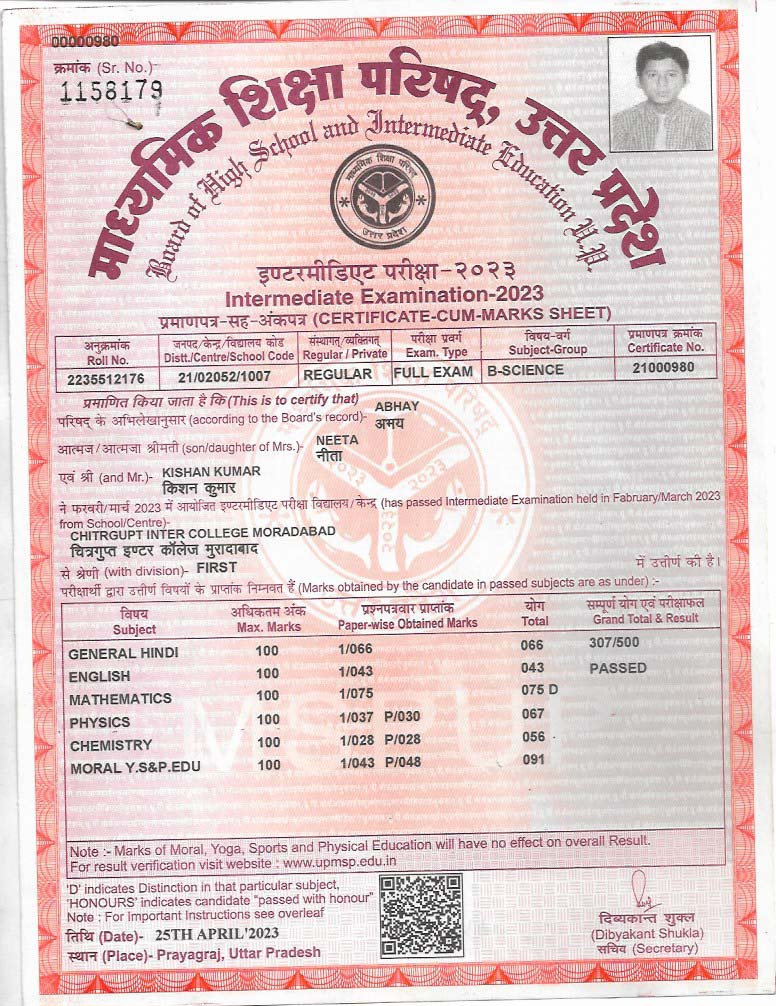 00000980
क्रमांक (Sr. No.)-
1158179
माध्यमिक शिक्षा परिषद्, उत्तर प्रदेश
Board of High School and Intermediate Education U.P.
माध्यमिक शिक्षा परिषद
उत्तर प्रदेश
इण्टरमीडिएट परीक्षा-२०२३
Intermediate Examination-2023
प्रमाणपत्र-सह-अंकपत्र (CERTIFICATE-CUM-MARKS SHEET)
अनुक्रमांक जनपद/केन्द्र/विद्यालय कोड संस्थागत/व्यक्तिगत परीक्षा प्रवर्ग विषय-वर्ग प्रमाणपत्र क्रमांक
Roll No. Distt./Centre/School Code Regular / Private Exam. Type Subject-Group Certificate No.
2235512176 21/02052/1007 REGULAR FULL EXAM B-SCIENCE 21000980
प्रमाणित किया जाता है कि (This is to certify that)
ABHAY
परिषद् के अभिलेखानुसार (according to the Board's record)- अभय
NEETA
आत्मज/आत्मजा श्रीमती (son/daughter of Mrs.)- नीता
एवं श्री (and Mr.)- KISHAN KUMAR
किशन कुमार
ने फरवरी/मार्च 2023 में आयोजित इण्टरमीडिएट परीक्षा विद्यालय/केन्द्र (has passed Intermediate Examination held in Fabruary/March 2023
from School/Centre)-
CHITRGUPT INTER COLLEGE MORADABAD
चित्रगुप्त इण्टर कॉलेज मुरादाबाद
से श्रेणी (with division)- FIRST में उत्तीर्ण की है।
परीक्षार्थी द्वारा उत्तीर्ण विषयों के प्राप्तांक निम्नवत हैं (Marks obtained by the candidate in passed subjects are as under) :-
विषय अधिकतम अंक प्रश्नपत्रवार प्राप्तांक योग सम्पूर्ण योग एवं परीक्षाफल
Subject Max. Marks Paper-wise Obtained Marks Total Grand Total & Result
GENERAL HINDI 100 1/066 066 307/500
ENGLISH 100 1/043 043 PASSED
MATHEMATICS 100 1/075 075 D
PHYSICS 100 1/037 P/030 067
CHEMISTRY 100 1/028 P/028 056
MORAL Y.S&P.EDU 100 1/043 P/048 091
Note :- Marks of Moral, Yoga, Sports and Physical Education will have no effect on overall Result.
For result verification visit website : www.upmsp.edu.in
'D' indicates Distinction in that particular subject,
'HONOURS' indicates candidate "passed with honour"
Note : For Important Instructions see overleaf
तिथि (Date)- 25TH APRIL'2023
स्थान (Place)- Prayagraj, Uttar Pradesh
दिब्यकान्त शुक्ल
(Dibyakant Shukla)
सचिव (Secretary)